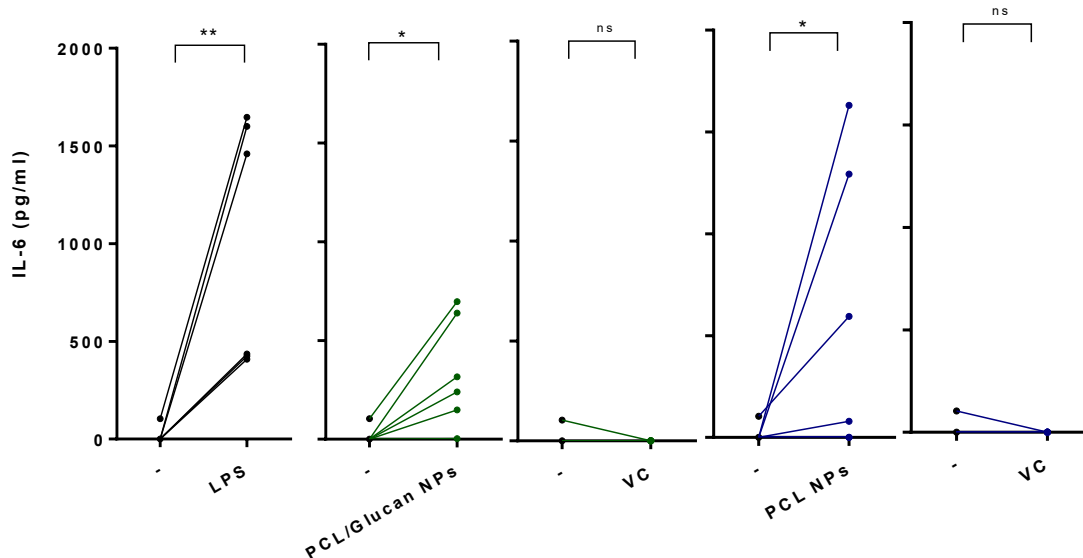 ** * ns * ns
2000
1500
1000
500
0
IL-6 (pg/ml)
- LPS - PCL/Glucan NPs - VC - PCL NPs - VC